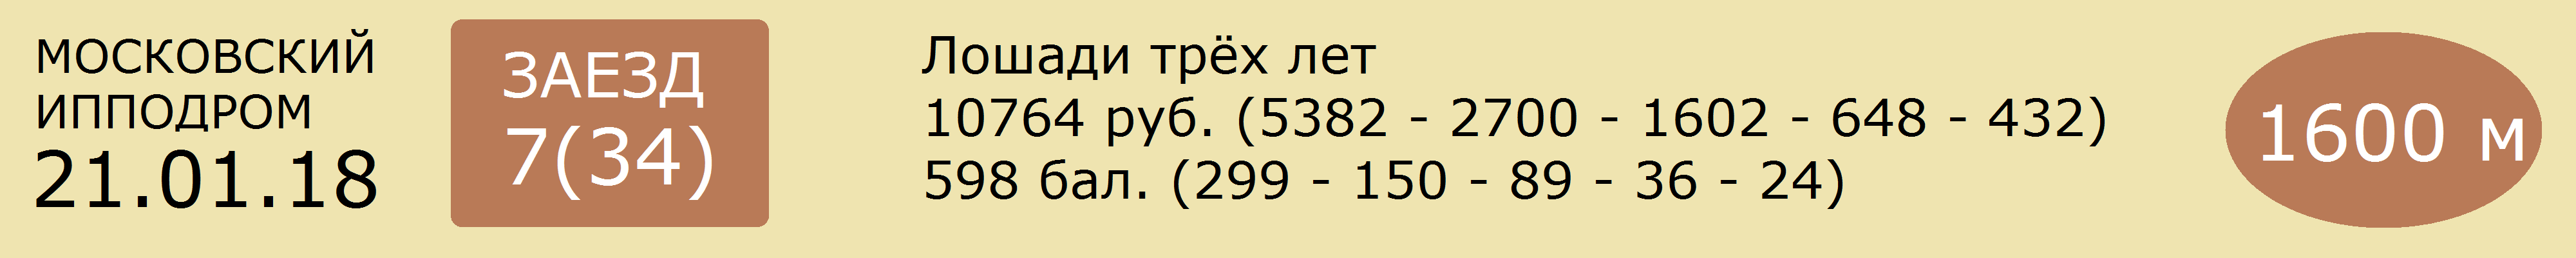 МОСКОВСКИЙ
ИППОДРОМ
21.01.18
ЗАЕЗД
7(34)
Лошади трёх лет
10764 руб. (5382 - 2700 - 1602 - 648 - 432)
598 бал. (299 - 150 - 89 - 36 - 24)
1600 м